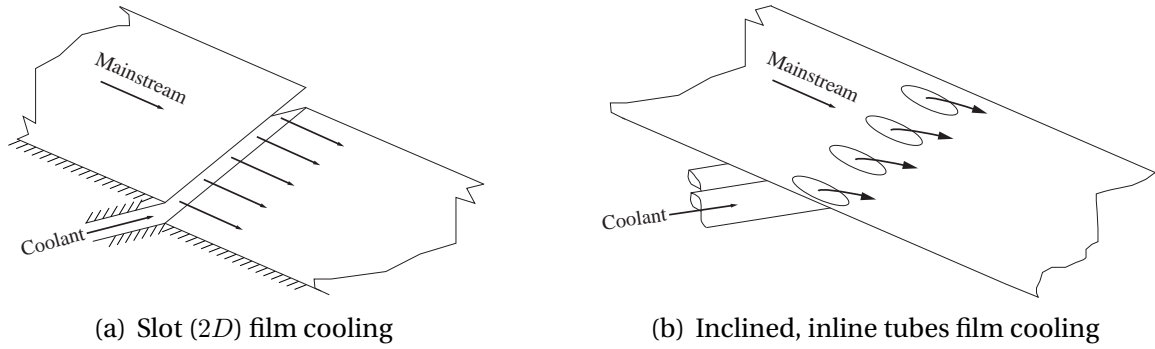 Mainstream
Coolant
(a) Slot (2D) film cooling
Mainstream
Coolant
(b) Inclined, inline tubes film cooling